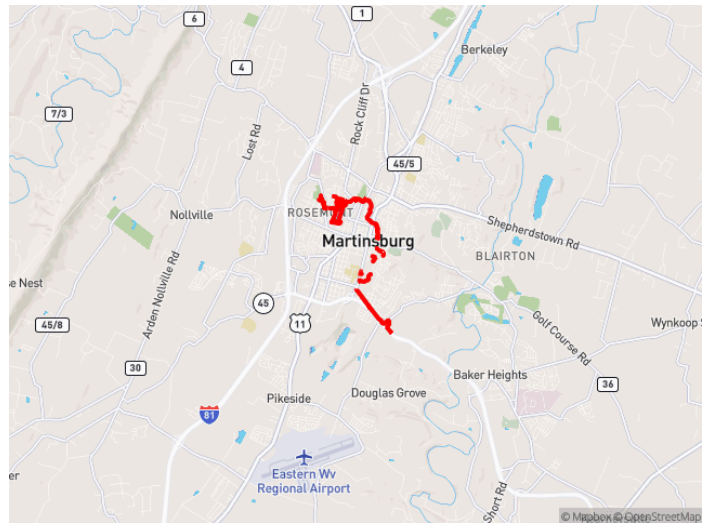 6
1
Berkeley
4
Rock Cliff Dr
7/3
Lost Rd
45/5
Nollville
ROSEMONT
Shepherdstown Rd
Martinsburg
BLAIRTON
se Nest
Arden Nollville Rd
45
Golf Course Rd
45/8
11
Wynkoop S
30
Baker Heights
36
Douglas Grove
Pikeside
81
Eastern Wv
Regional Airport
Short Rd
© Mapbox © OpenStreetMap